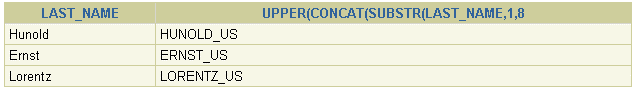 LAST_NAME UPPER(CONCAT(SUBSTR(LAST_NAME,1,8
Hunold HUNOLD_US
Ernst ERNST_US
Lorentz LORENTZ_US